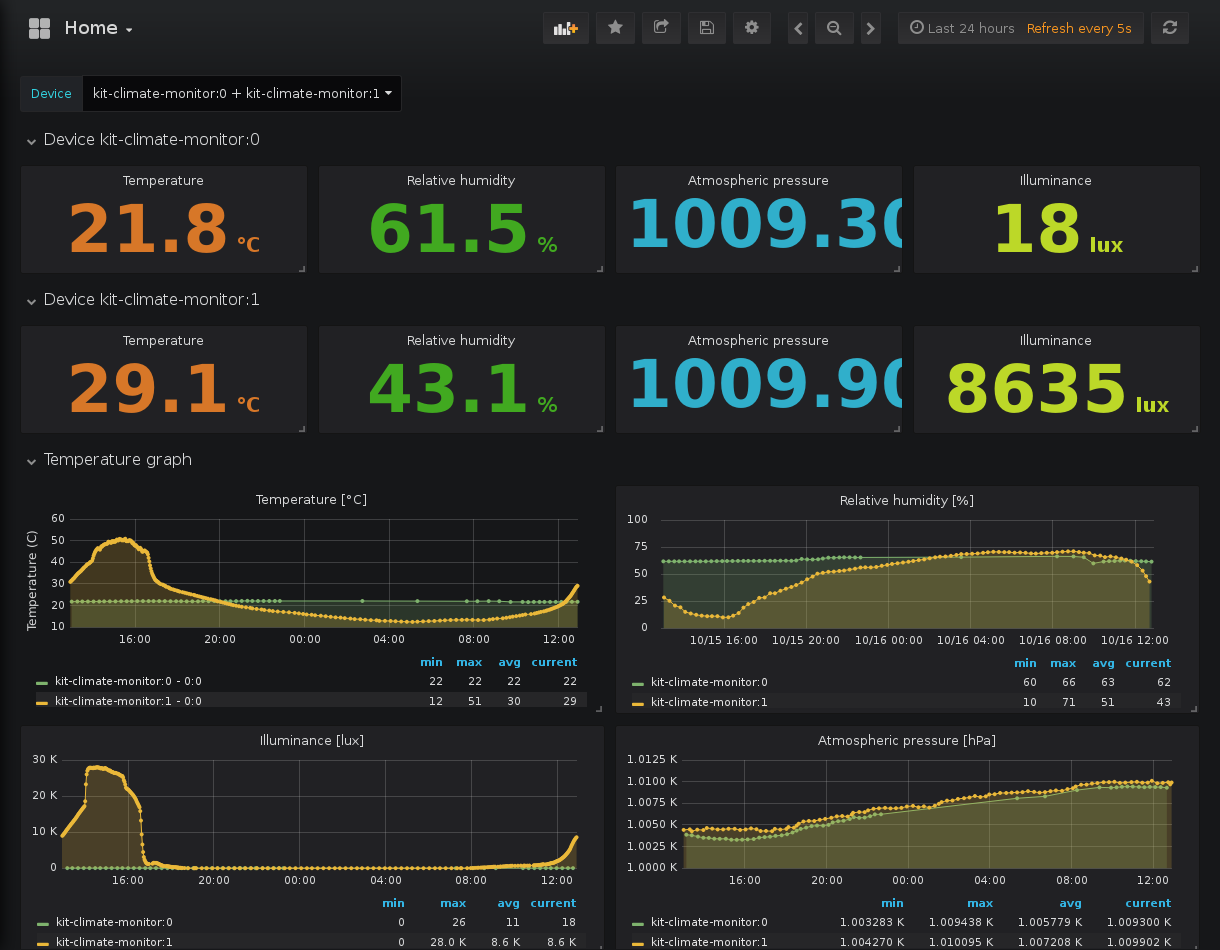 Home
Last 24 hours Refresh every 5s
Device kit-climate-monitor:0 + kit-climate-monitor:1
Device kit-climate-monitor:0
Temperature Relative humidity Atmospheric pressure Illuminance
21.8 °C 61.5 % 1009.30 18 lux
Device kit-climate-monitor:1
Temperature Relative humidity Atmospheric pressure Illuminance
29.1 °C 43.1 % 1009.90 8635 lux
Temperature graph
Temperature [°C]
Temperature (C)
60
50
40
30
20
10
16:00 20:00 00:00 04:00 08:00 12:00
min max avg current
kit-climate-monitor:0 - 0:0 22 22 22 22
kit-climate-monitor:1 - 0:0 12 51 30 29
Relative humidity [%]
100
75
50
25
0
10/15 16:00 10/15 20:00 10/16 00:00 10/16 04:00 10/16 08:00 10/16 12:00
min max avg current
kit-climate-monitor:0 60 66 63 62
kit-climate-monitor:1 10 71 51 43
Illuminance [lux]
30 K
20 K
10 K
0
16:00 20:00 00:00 04:00 08:00 12:00
min max avg current
kit-climate-monitor:0 0 26 11 18
kit-climate-monitor:1 0 28.0 K 8.6 K 8.6 K
Atmospheric pressure [hPa]
1.0125 K
1.0100 K
1.0075 K
1.0050 K
1.0025 K
1.0000 K
16:00 20:00 00:00 04:00 08:00 12:00
min max avg current
kit-climate-monitor:0 1.003283 K 1.009438 K 1.005779 K 1.009300 K
kit-climate-monitor:1 1.004270 K 1.010095 K 1.007208 K 1.009902 K